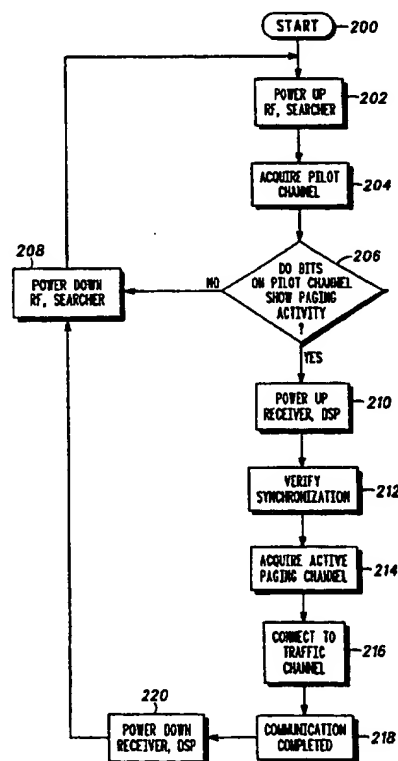 START
200
POWER UP
RF, SEARCHER
202
ACQUIRE PILOT
CHANNEL
204
206
DO BITS
ON PILOT CHANNEL
SHOW PAGING
ACTIVITY
?
NO
YES
208
POWER DOWN
RF, SEARCHER
POWER UP
RECEIVER, DSP
210
VERIFY
SYNCHRONIZATION
212
ACQUIRE ACTIVE
PAGING CHANNEL
214
CONNECT TO
TRAFFIC
CHANNEL
216
220
POWER DOWN
RECEIVER, DSP
COMMUNICATION
COMPLETED
218